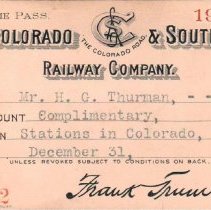 ME PASS. 19
COLORADO & SOUTH
THE COLORADO ROAD
RAILWAY COMPANY.
Mr. H. G. Thurman, - -
OUNT Complimentary,
Stations in Colorado,
December 31,
UNLESS REVOKED SUBJECT TO CONDITIONS ON BACK.
2 Frank Trum